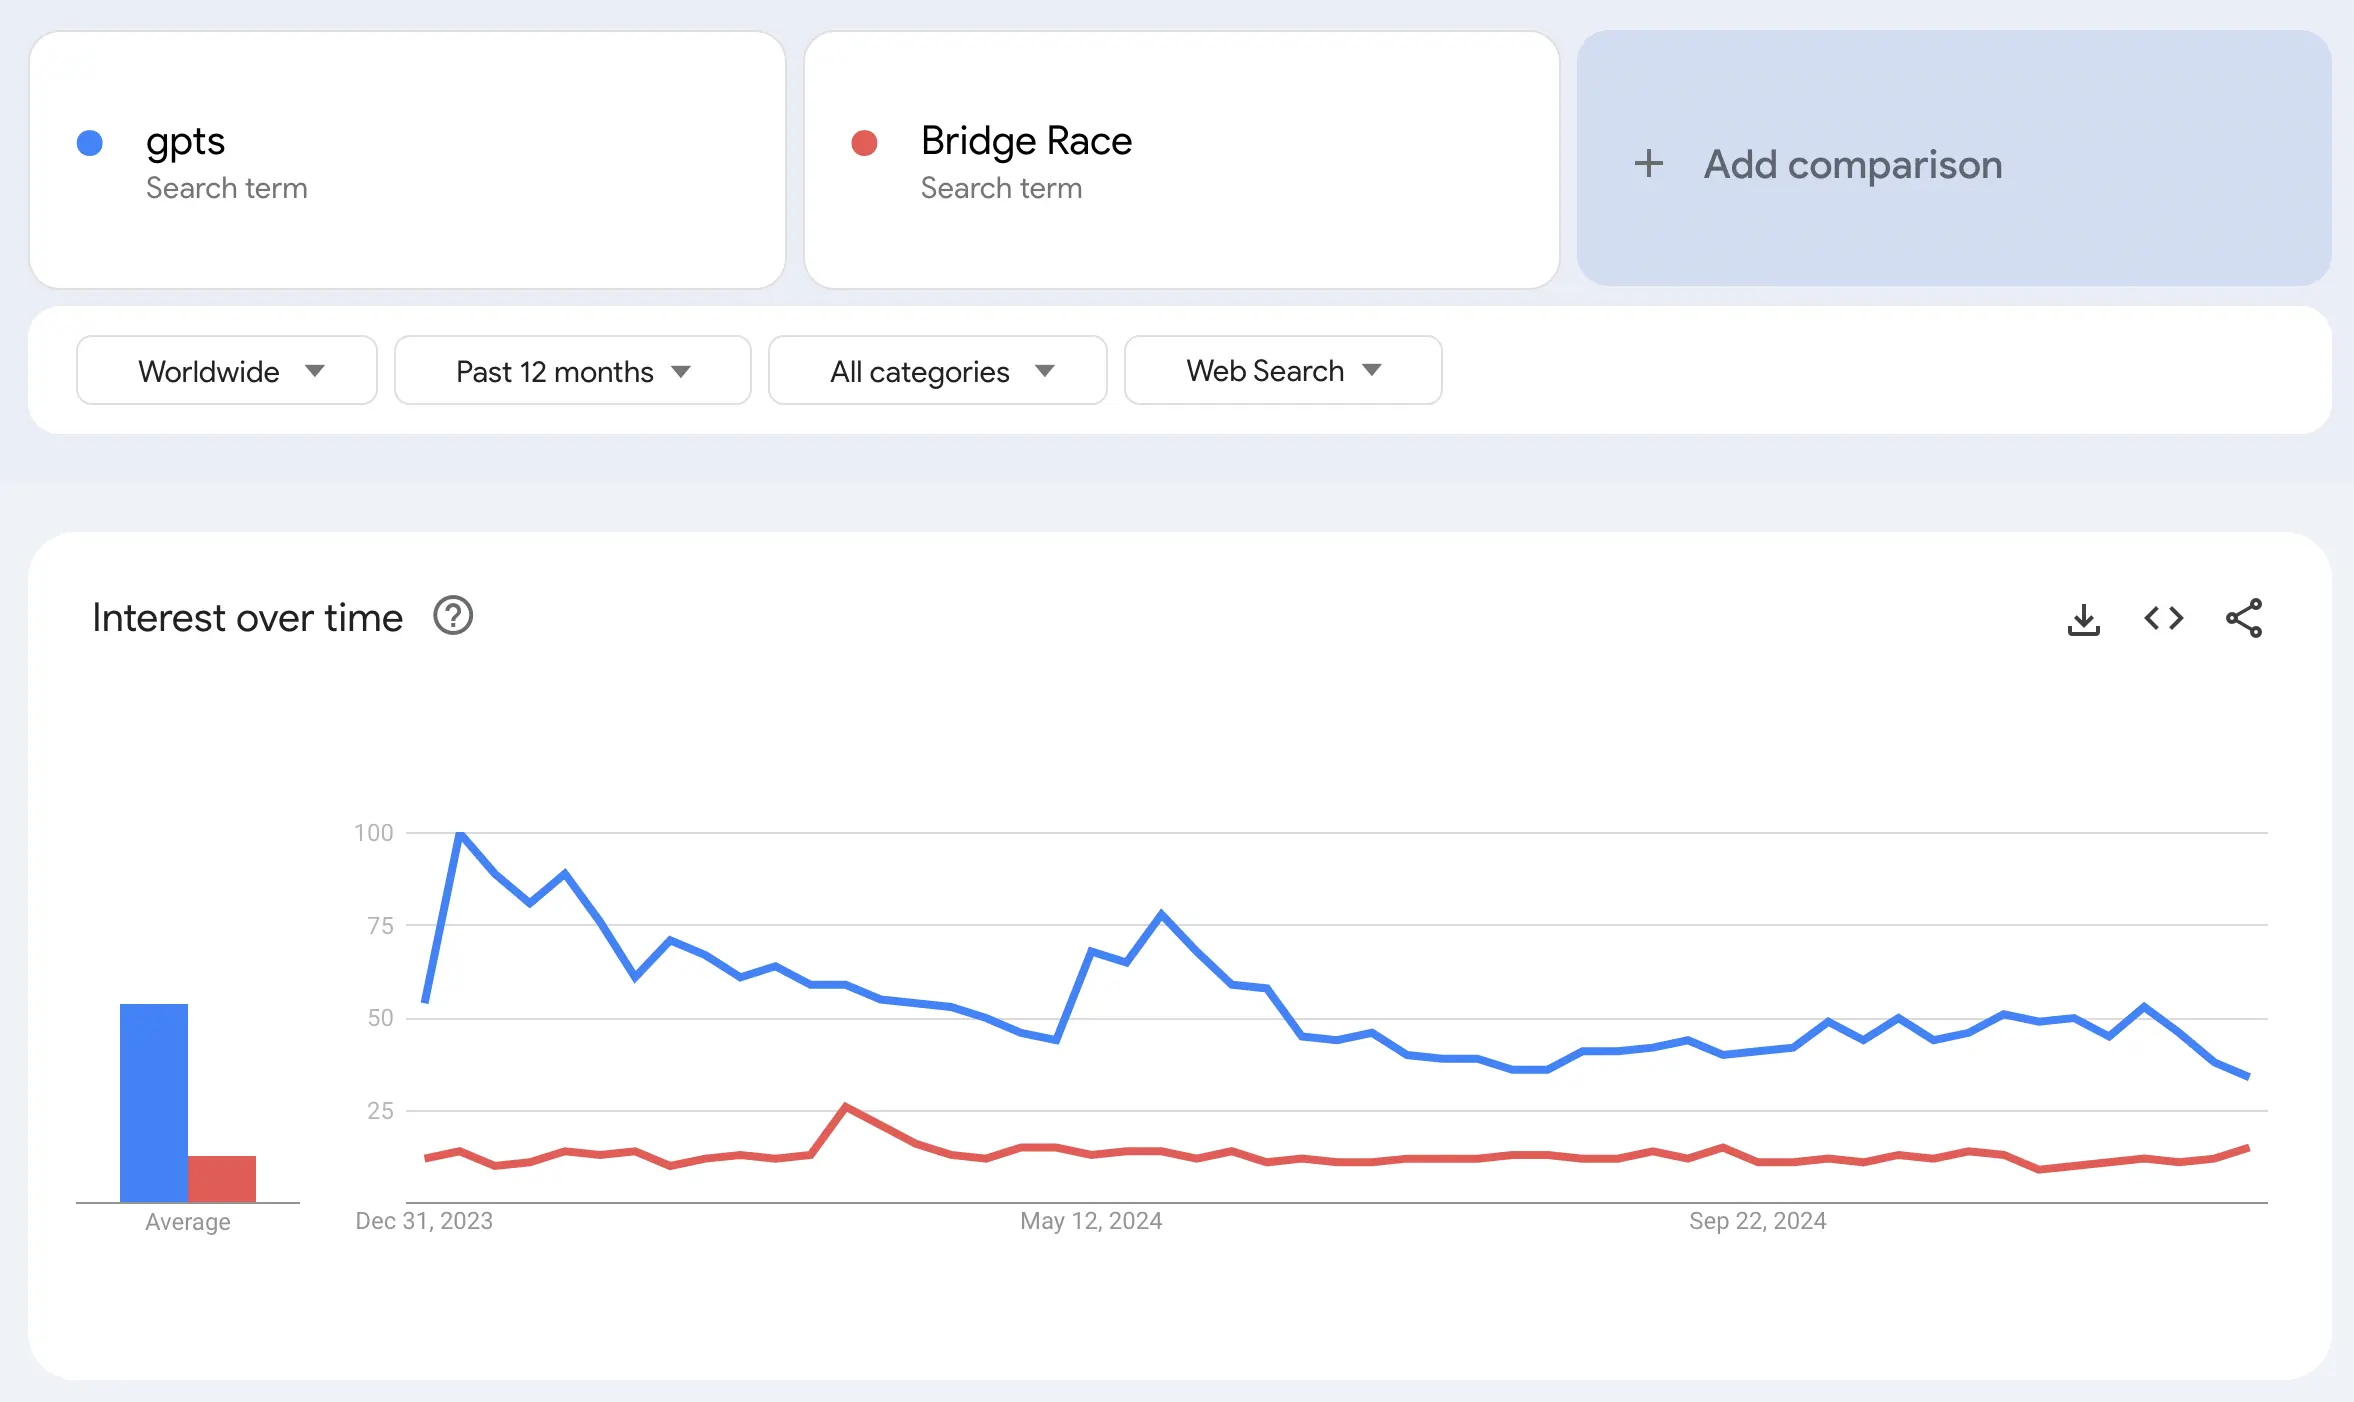 gpts
Search term
Bridge Race
Search term
+ Add comparison
Worldwide
Past 12 months
All categories
Web Search
Interest over time
100
75
50
25
Average
Dec 31, 2023
May 12, 2024
Sep 22, 2024